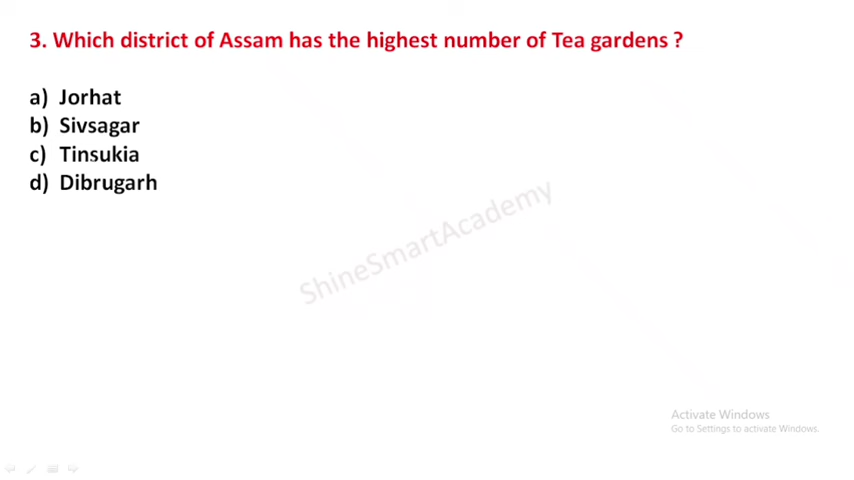 3. Which district of Assam has the highest number of Tea gardens ?
a) Jorhat
b) Sivsagar
c) Tinsukia
d) Dibrugarh
ShineSmartAcademy
Activate Windows
Go to Settings to activate Windows.